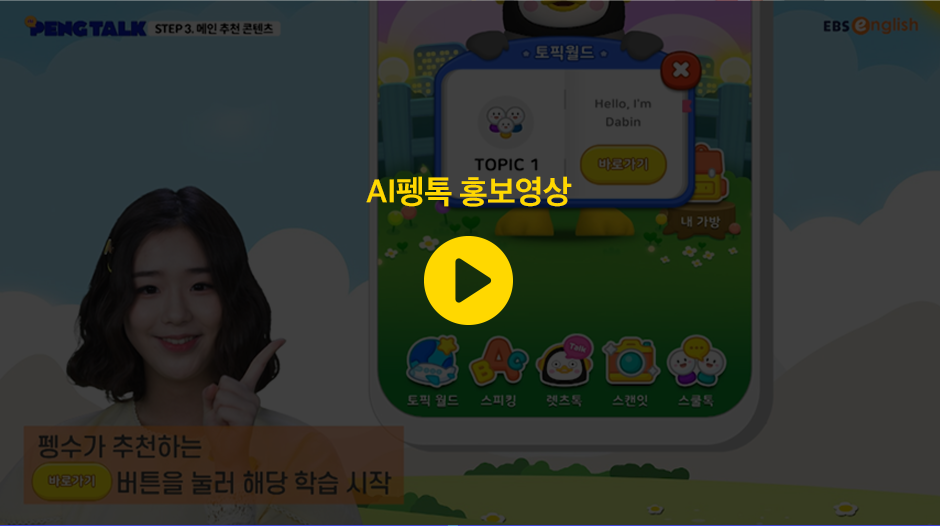 PENG TALK STEP 3. 메인 추천 콘텐츠
EBS english
토픽월드
Hello, I'm
Dabin
TOPIC 1
바로가기
AI펭톡 홍보영상
내 가방
Talk
토픽 월드 스피킹 렛츠톡 스캔잇 스쿨톡
펭수가 추천하는
바로가기 버튼을 눌러 해당 학습 시작